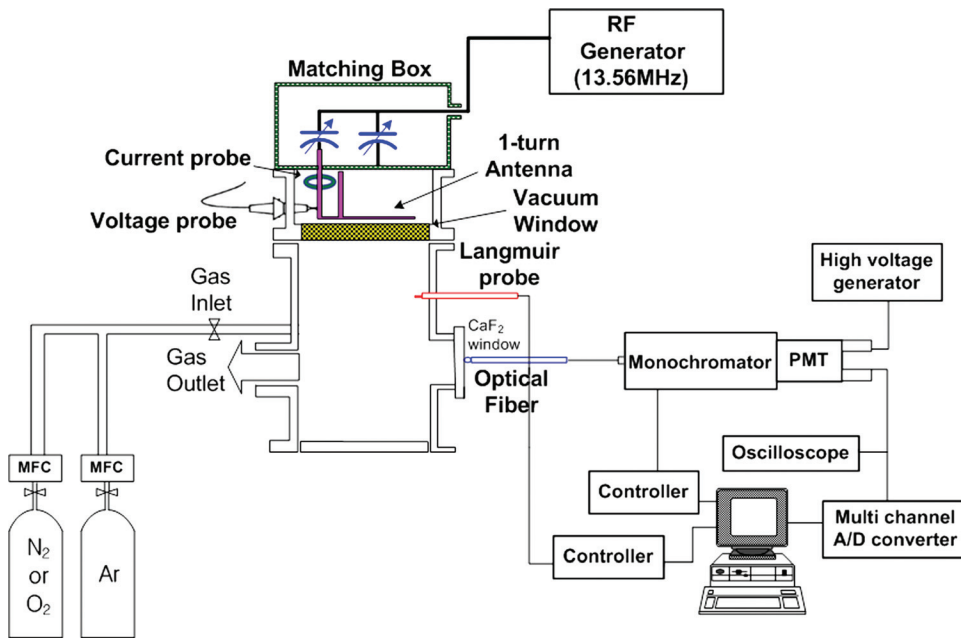 RF
Generator
(13.56MHz)
Matching Box
Current probe
1-turn
Antenna
Voltage probe
Vacuum
Window
Langmuir
probe
High voltage
generator
Gas
Inlet
CaF₂
window
Gas
Outlet
Optical
Fiber
Monochromator
PMT
MFC
MFC
Oscilloscope
Controller
Multi channel
A/D converter
Controller
N₂
or
O₂
Ar